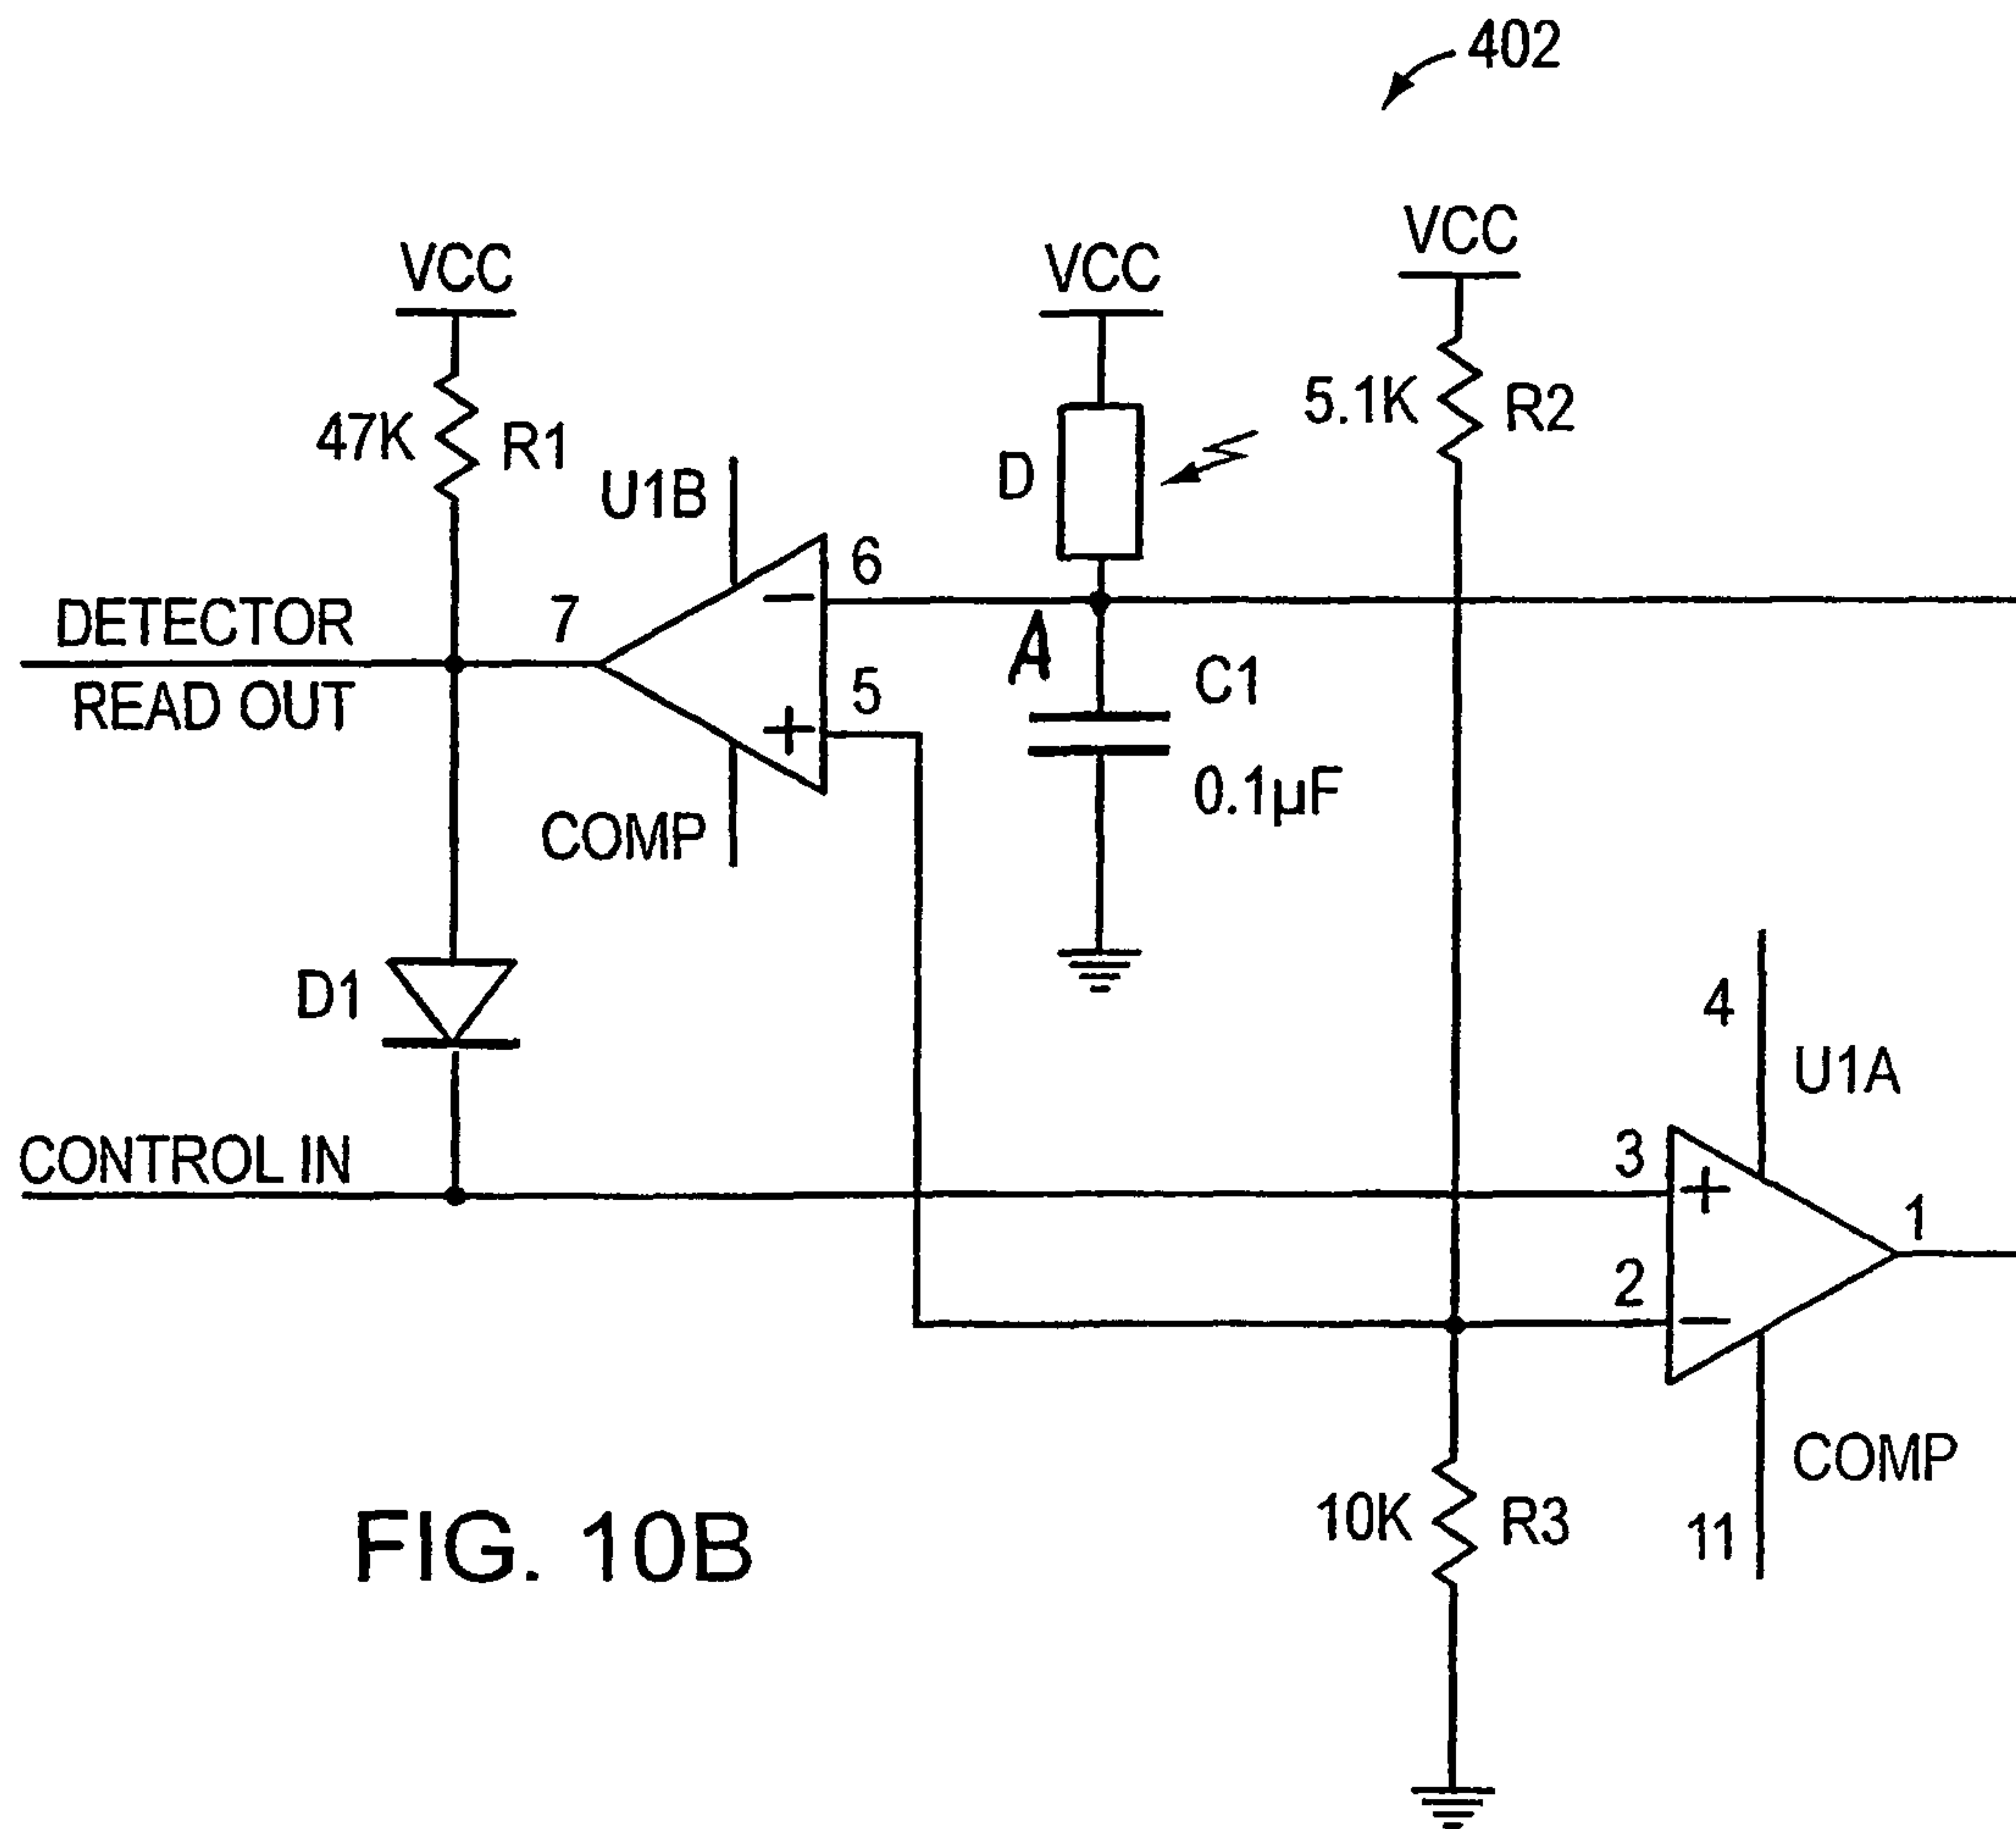 402
VCC
VCC
VCC
47K
R1
D
5.1K
R2
U1B
6
7
DETECTOR
READ OUT
−
A
5
+
C1
0.1µF
COMP
D1
4
U1A
CONTROL IN
3
+
1
2
−
COMP
11
10K
R3
FIG. 10B